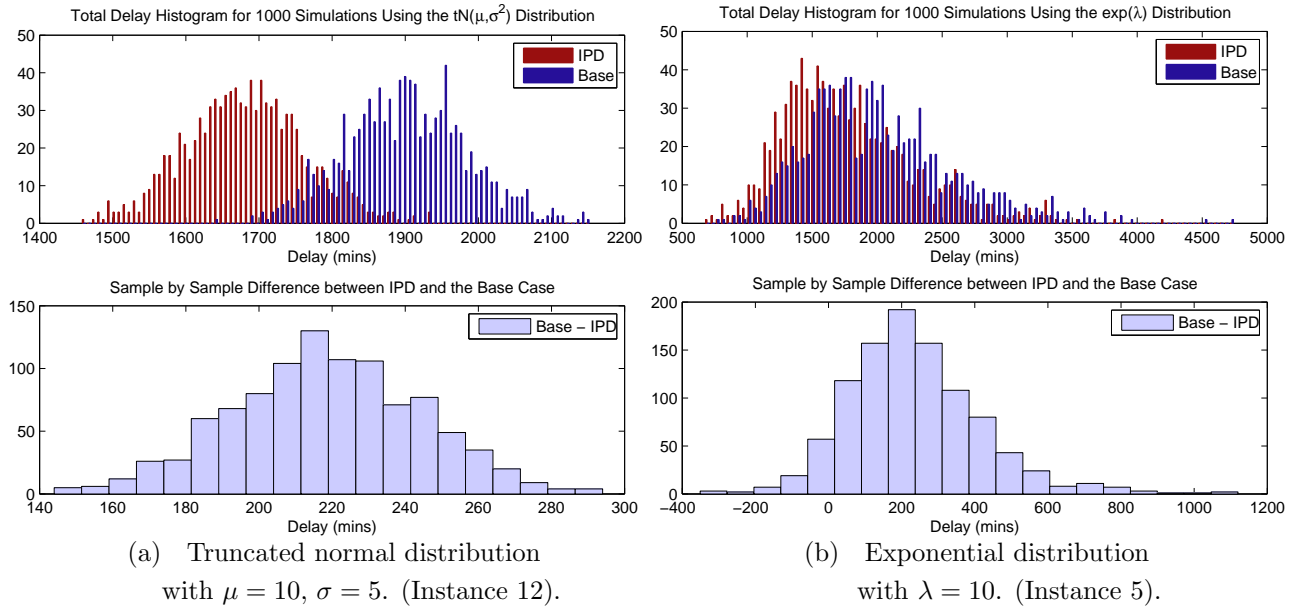 Total Delay Histogram for 1000 Simulations Using the tN(μ,σ²) Distribution
50
40
30
20
10
0
IPD
Base
1400 1500 1600 1700 1800 1900 2000 2100 2200
Delay (mins)
Sample by Sample Difference between IPD and the Base Case
150
100
50
0
Base − IPD
140 160 180 200 220 240 260 280 300
Delay (mins)
(a) Truncated normal distribution
with μ = 10, σ = 5. (Instance 12).
Total Delay Histogram for 1000 Simulations Using the exp(λ) Distribution
50
40
30
20
10
0
IPD
Base
500 1000 1500 2000 2500 3000 3500 4000 4500 5000
Delay (mins)
Sample by Sample Difference between IPD and the Base Case
200
150
100
50
0
Base − IPD
−400 −200 0 200 400 600 800 1000 1200
Delay (mins)
(b) Exponential distribution
with λ = 10. (Instance 5).